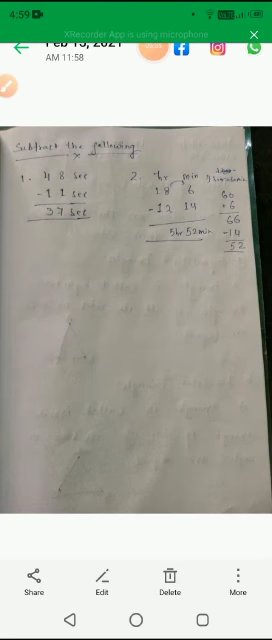 4:59
XRecorder App is using microphone
Feb 15, 2021
AM 11:58
Subtract the following
1. 48 sec
- 11 sec
37 sec
2. hr min
18 6
- 12 14
5hr 52min
60
+ 6
66
- 14
52
Share
Edit
Delete
More